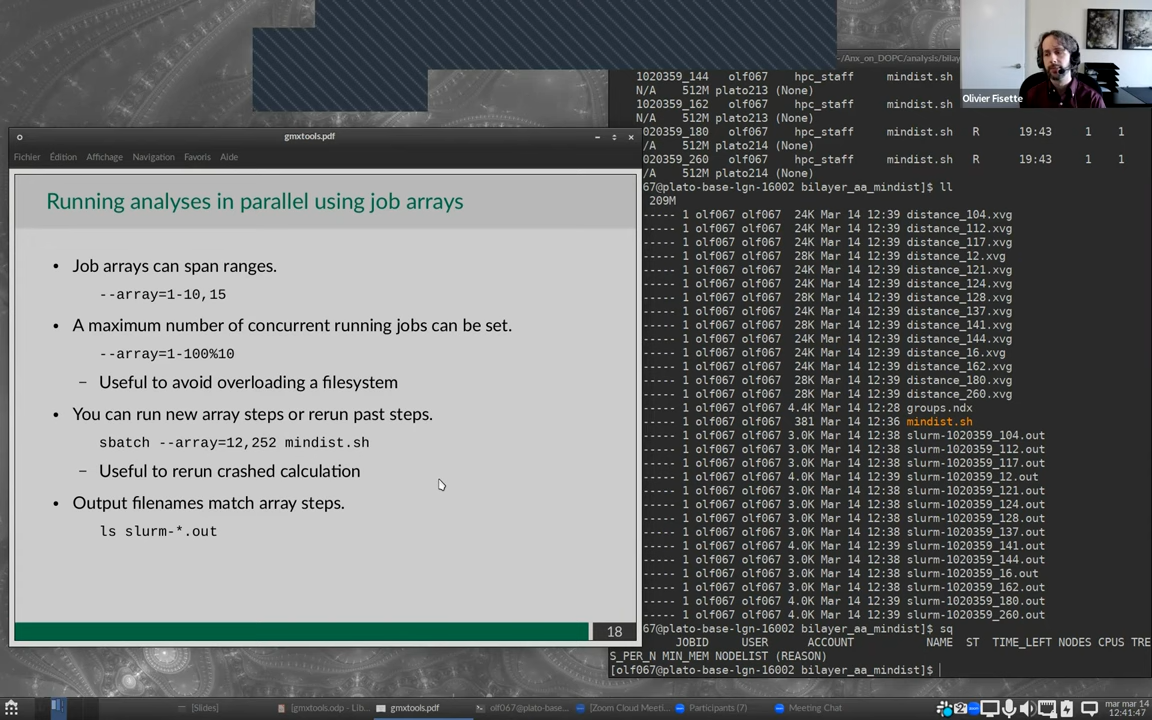 Olivier Fisette
gmxtools.pdf
Fichier Édition Affichage Navigation Favoris Aide
Running analyses in parallel using job arrays
• Job arrays can span ranges.
--array=1-10,15
• A maximum number of concurrent running jobs can be set.
--array=1-100%10
– Useful to avoid overloading a filesystem
• You can run new array steps or rerun past steps.
sbatch --array=12,252 mindist.sh
– Useful to rerun crashed calculation
• Output filenames match array steps.
ls slurm-*.out
18
~/Anx_on_DOPC/analysis/bilay
1020359_144 olf067 hpc_staff mindist.sh
N/A 512M plato213 (None)
1020359_162 olf067 hpc_staff mindist.sh
N/A 512M plato213 (None)
020359_180 olf067 hpc_staff mindist.sh R 19:43 1 1
/A 512M plato214 (None)
020359_260 olf067 hpc_staff mindist.sh R 19:43 1 1
/A 512M plato214 (None)
67@plato-base-lgn-16002 bilayer_aa_mindist]$ ll
209M
----- 1 olf067 olf067 24K Mar 14 12:39 distance_104.xvg
----- 1 olf067 olf067 24K Mar 14 12:39 distance_112.xvg
----- 1 olf067 olf067 24K Mar 14 12:39 distance_117.xvg
----- 1 olf067 olf067 28K Mar 14 12:39 distance_12.xvg
----- 1 olf067 olf067 24K Mar 14 12:39 distance_121.xvg
----- 1 olf067 olf067 24K Mar 14 12:39 distance_124.xvg
----- 1 olf067 olf067 28K Mar 14 12:39 distance_128.xvg
----- 1 olf067 olf067 24K Mar 14 12:39 distance_137.xvg
----- 1 olf067 olf067 28K Mar 14 12:39 distance_141.xvg
----- 1 olf067 olf067 24K Mar 14 12:39 distance_144.xvg
----- 1 olf067 olf067 24K Mar 14 12:39 distance_16.xvg
----- 1 olf067 olf067 24K Mar 14 12:39 distance_162.xvg
----- 1 olf067 olf067 28K Mar 14 12:39 distance_180.xvg
----- 1 olf067 olf067 28K Mar 14 12:39 distance_260.xvg
----- 1 olf067 olf067 4.4K Mar 14 12:28 groups.ndx
----- 1 olf067 olf067 381 Mar 14 12:36 mindist.sh
----- 1 olf067 olf067 3.0K Mar 14 12:38 slurm-1020359_104.out
----- 1 olf067 olf067 3.0K Mar 14 12:38 slurm-1020359_112.out
----- 1 olf067 olf067 3.0K Mar 14 12:38 slurm-1020359_117.out
----- 1 olf067 olf067 4.0K Mar 14 12:39 slurm-1020359_12.out
----- 1 olf067 olf067 3.0K Mar 14 12:38 slurm-1020359_121.out
----- 1 olf067 olf067 3.0K Mar 14 12:38 slurm-1020359_124.out
----- 1 olf067 olf067 3.0K Mar 14 12:38 slurm-1020359_128.out
----- 1 olf067 olf067 3.0K Mar 14 12:38 slurm-1020359_137.out
----- 1 olf067 olf067 4.0K Mar 14 12:39 slurm-1020359_141.out
----- 1 olf067 olf067 3.0K Mar 14 12:38 slurm-1020359_144.out
----- 1 olf067 olf067 3.0K Mar 14 12:38 slurm-1020359_16.out
----- 1 olf067 olf067 3.0K Mar 14 12:38 slurm-1020359_162.out
----- 1 olf067 olf067 4.0K Mar 14 12:39 slurm-1020359_180.out
----- 1 olf067 olf067 4.0K Mar 14 12:39 slurm-1020359_260.out
67@plato-base-lgn-16002 bilayer_aa_mindist]$ sq
JOBID USER ACCOUNT NAME ST TIME_LEFT NODES CPUS TRE
S_PER_N MIN_MEM NODELIST (REASON)
[olf067@plato-base-lgn-16002 bilayer_aa_mindist]$
[Slides] [gmxtools.odp - Lib... gmxtools.pdf olf067@plato-base... [Zoom Cloud Meeti... Participants (7) Meeting Chat 2 mar mar 14
12:41:47